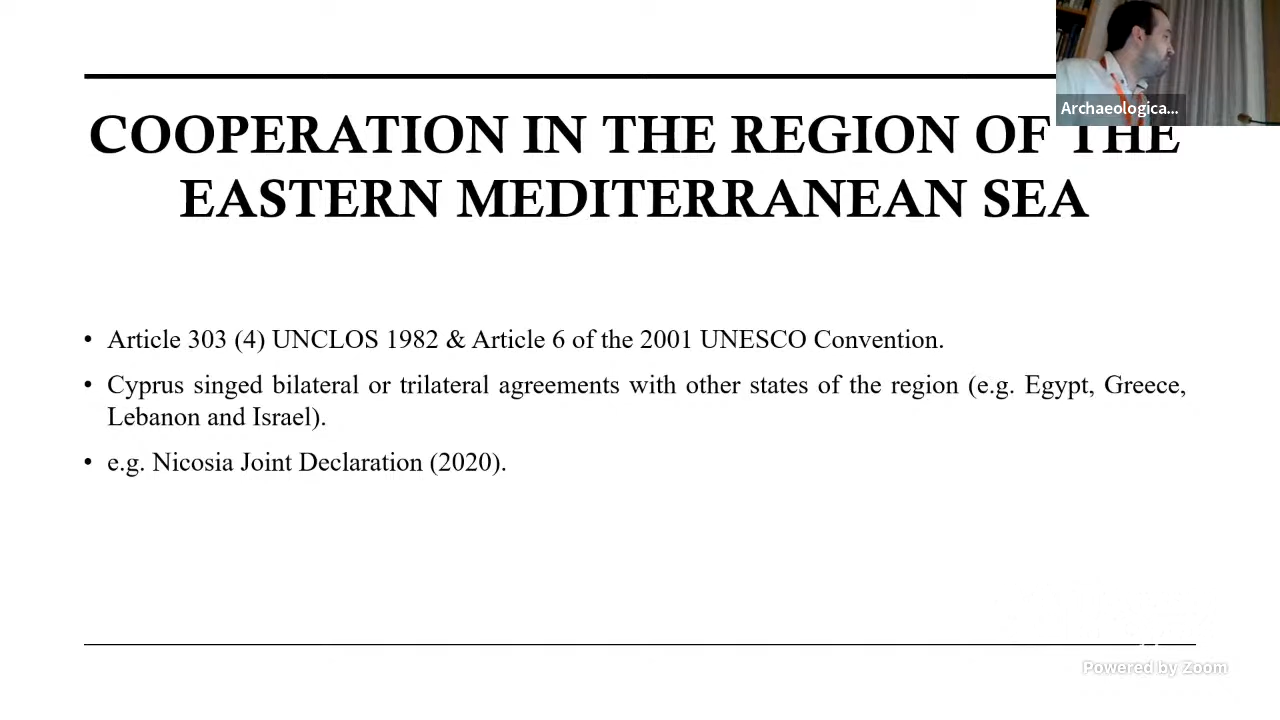 Archaeologica...
COOPERATION IN THE REGION OF THE
EASTERN MEDITERRANEAN SEA
• Article 303 (4) UNCLOS 1982 & Article 6 of the 2001 UNESCO Convention.
• Cyprus singed bilateral or trilateral agreements with other states of the region (e.g. Egypt, Greece,
Lebanon and Israel).
• e.g. Nicosia Joint Declaration (2020).
Powered by Zoom